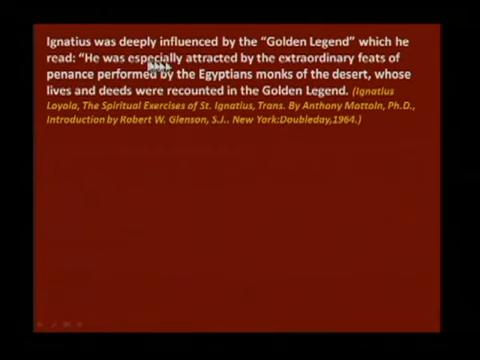 Ignatius was deeply influenced by the “Golden Legend” which he
read: “He was especially attracted by the extraordinary feats of
penance performed by the Egyptians monks of the desert, whose
lives and deeds were recounted in the Golden Legend. (Ignatius
Loyola, The Spiritual Exercises of St. Ignatius, Trans. By Anthony Mottoln, Ph.D.,
Introduction by Robert W. Glenson, S.J.. New York:Doubleday,1964.)